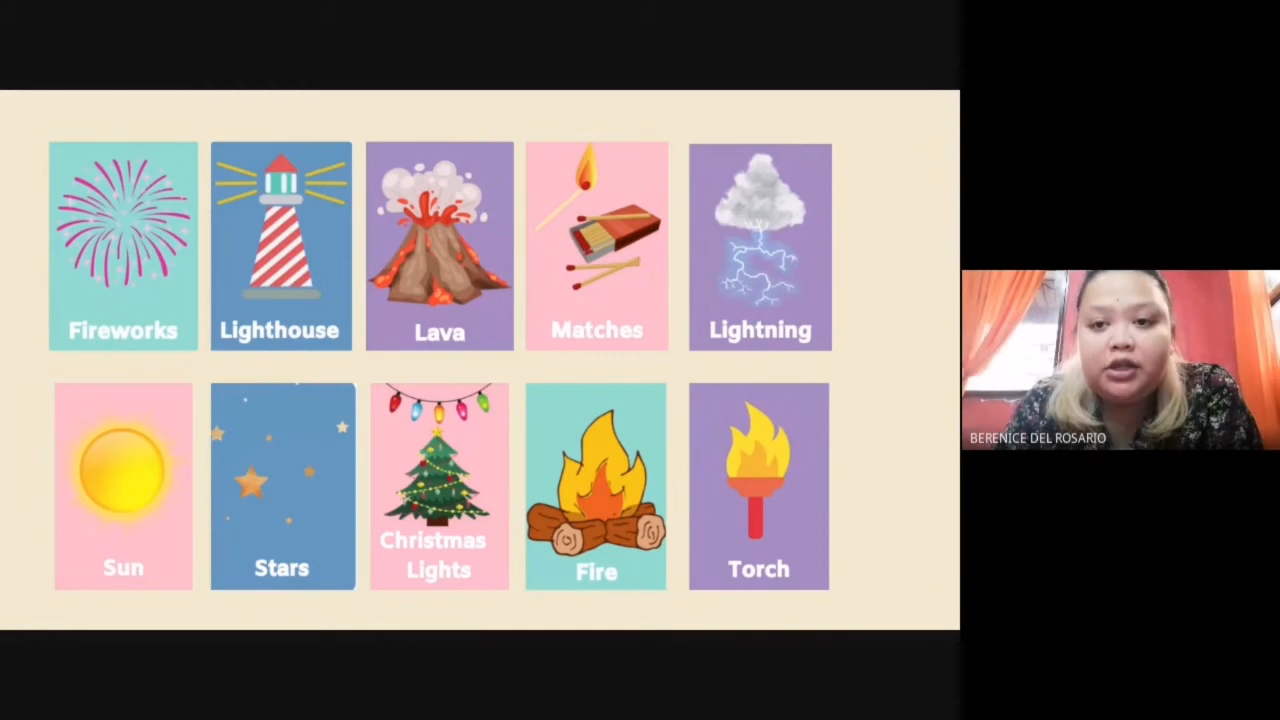 Fireworks
Lighthouse
Lava
Matches
Lightning
Sun
Stars
Christmas
Lights
Fire
Torch
BERENICE DEL ROSARIO